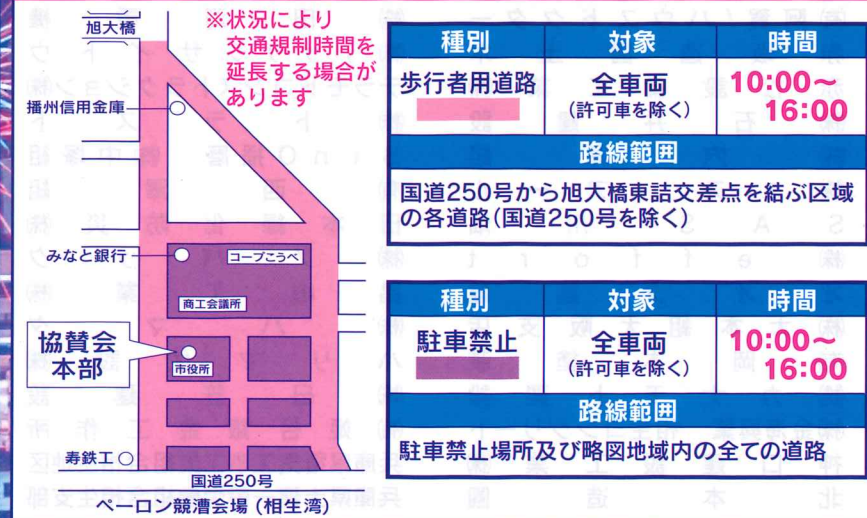 旭大橋
※状況により
交通規制時間を
延長する場合が
あります
播州信用金庫
みなと銀行
コープこうべ
商工会議所
協賛会
本部
市役所
寿鉄工
国道250号
ペーロン競漕会場(相生湾)
種別 対象 時間
歩行者用道路 全車両 10:00〜
(許可車を除く) 16:00
路線範囲
国道250号から旭大橋東詰交差点を結ぶ区域
の各道路(国道250号を除く)
種別 対象 時間
駐車禁止 全車両 10:00〜
(許可車を除く) 16:00
路線範囲
駐車禁止場所及び略図地域内の全ての道路